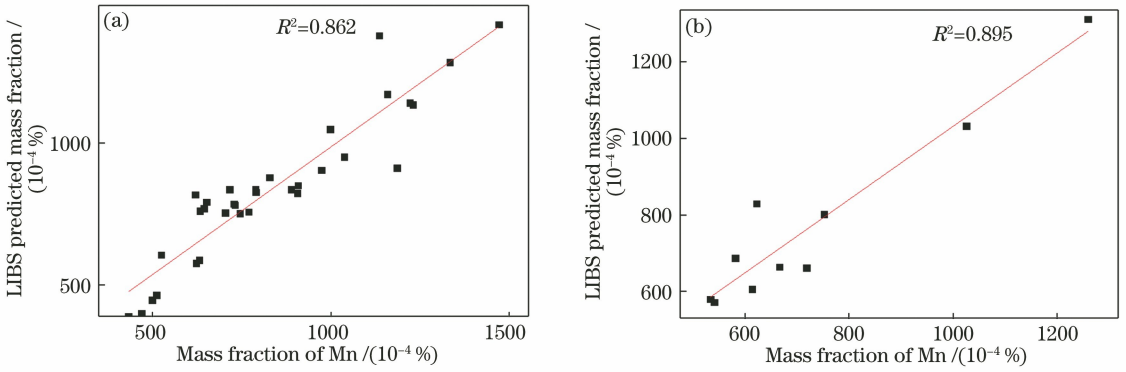 (a)
R²=0.862
LIBS predicted mass fraction /
(10⁻⁴ %)
1000
500
500 1000 1500
Mass fraction of Mn /(10⁻⁴ %)
(b)
R²=0.895
LIBS predicted mass fraction /
(10⁻⁴ %)
1200
1000
800
600
600 800 1000 1200
Mass fraction of Mn /(10⁻⁴ %)